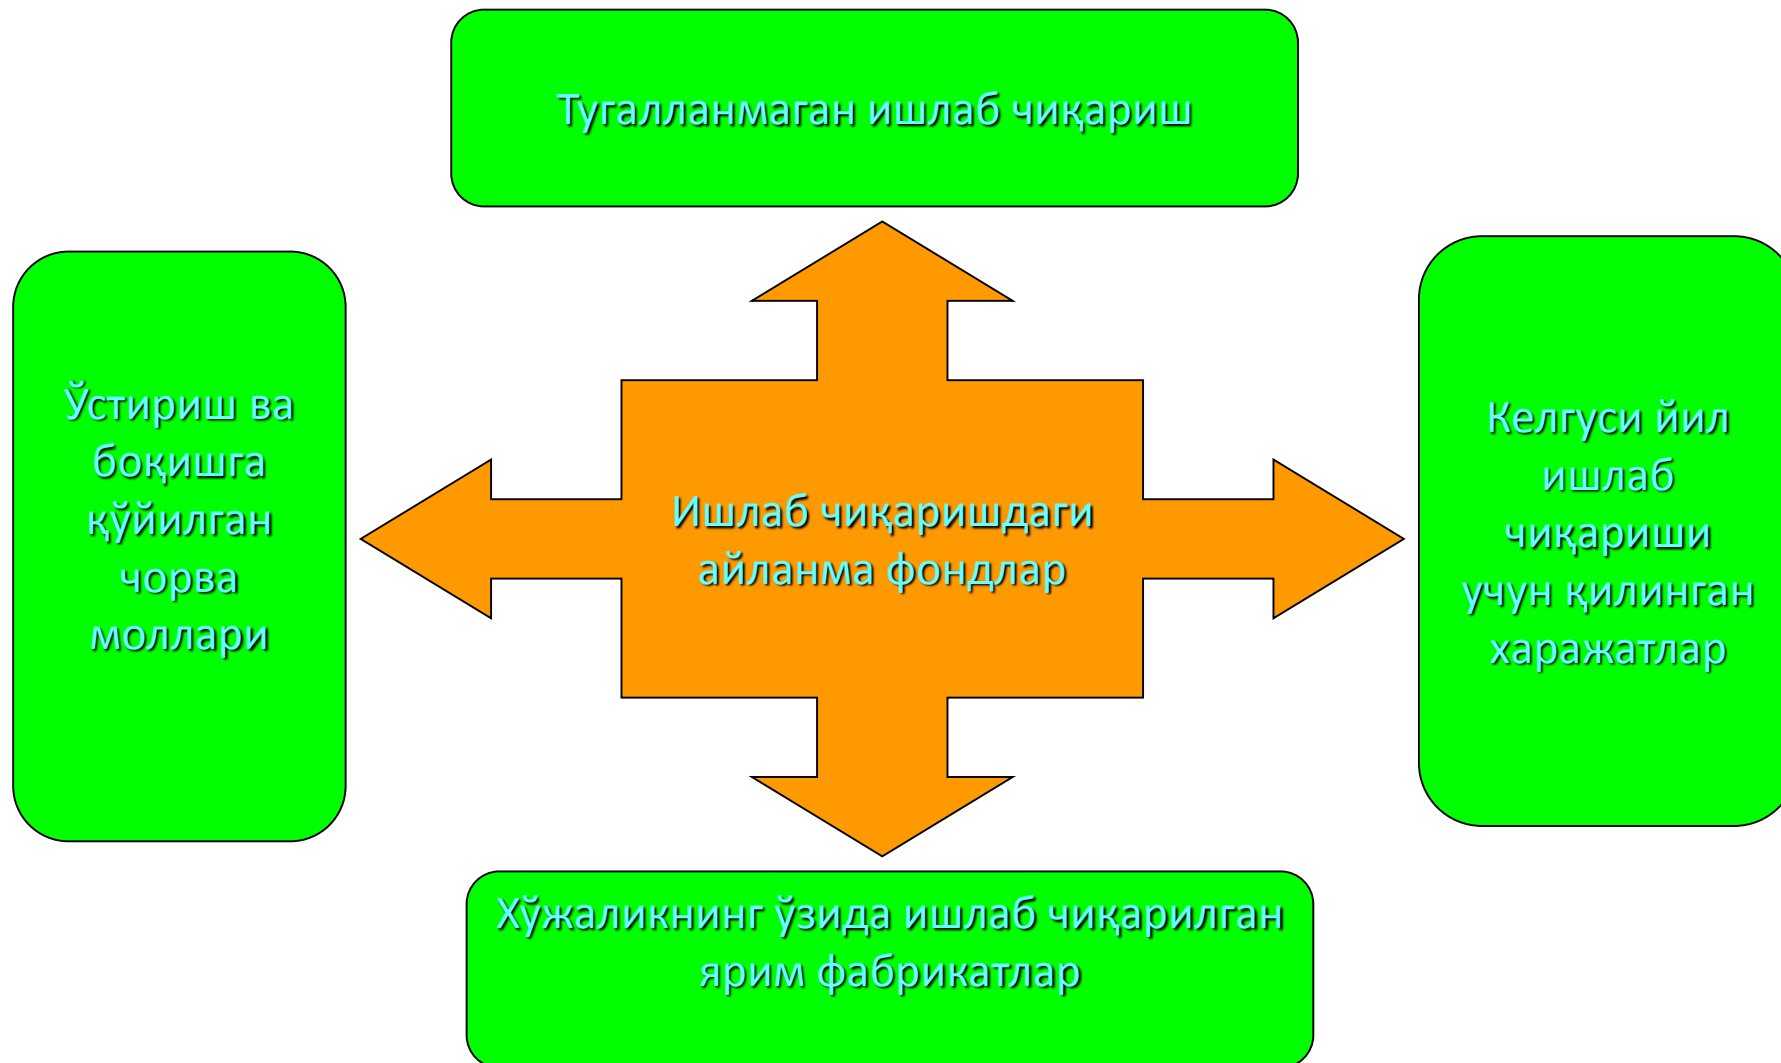 Тугалланмаган ишлаб чиқариш
Ўстириш ва
боқишга
қўйилган
чорва
моллари
Ишлаб чиқаришдаги
айланма фондлар
Келгуси йил
ишлаб
чиқариши
учун қилинган
харажатлар
Хўжаликнинг ўзида ишлаб чиқарилган
ярим фабрикатлар